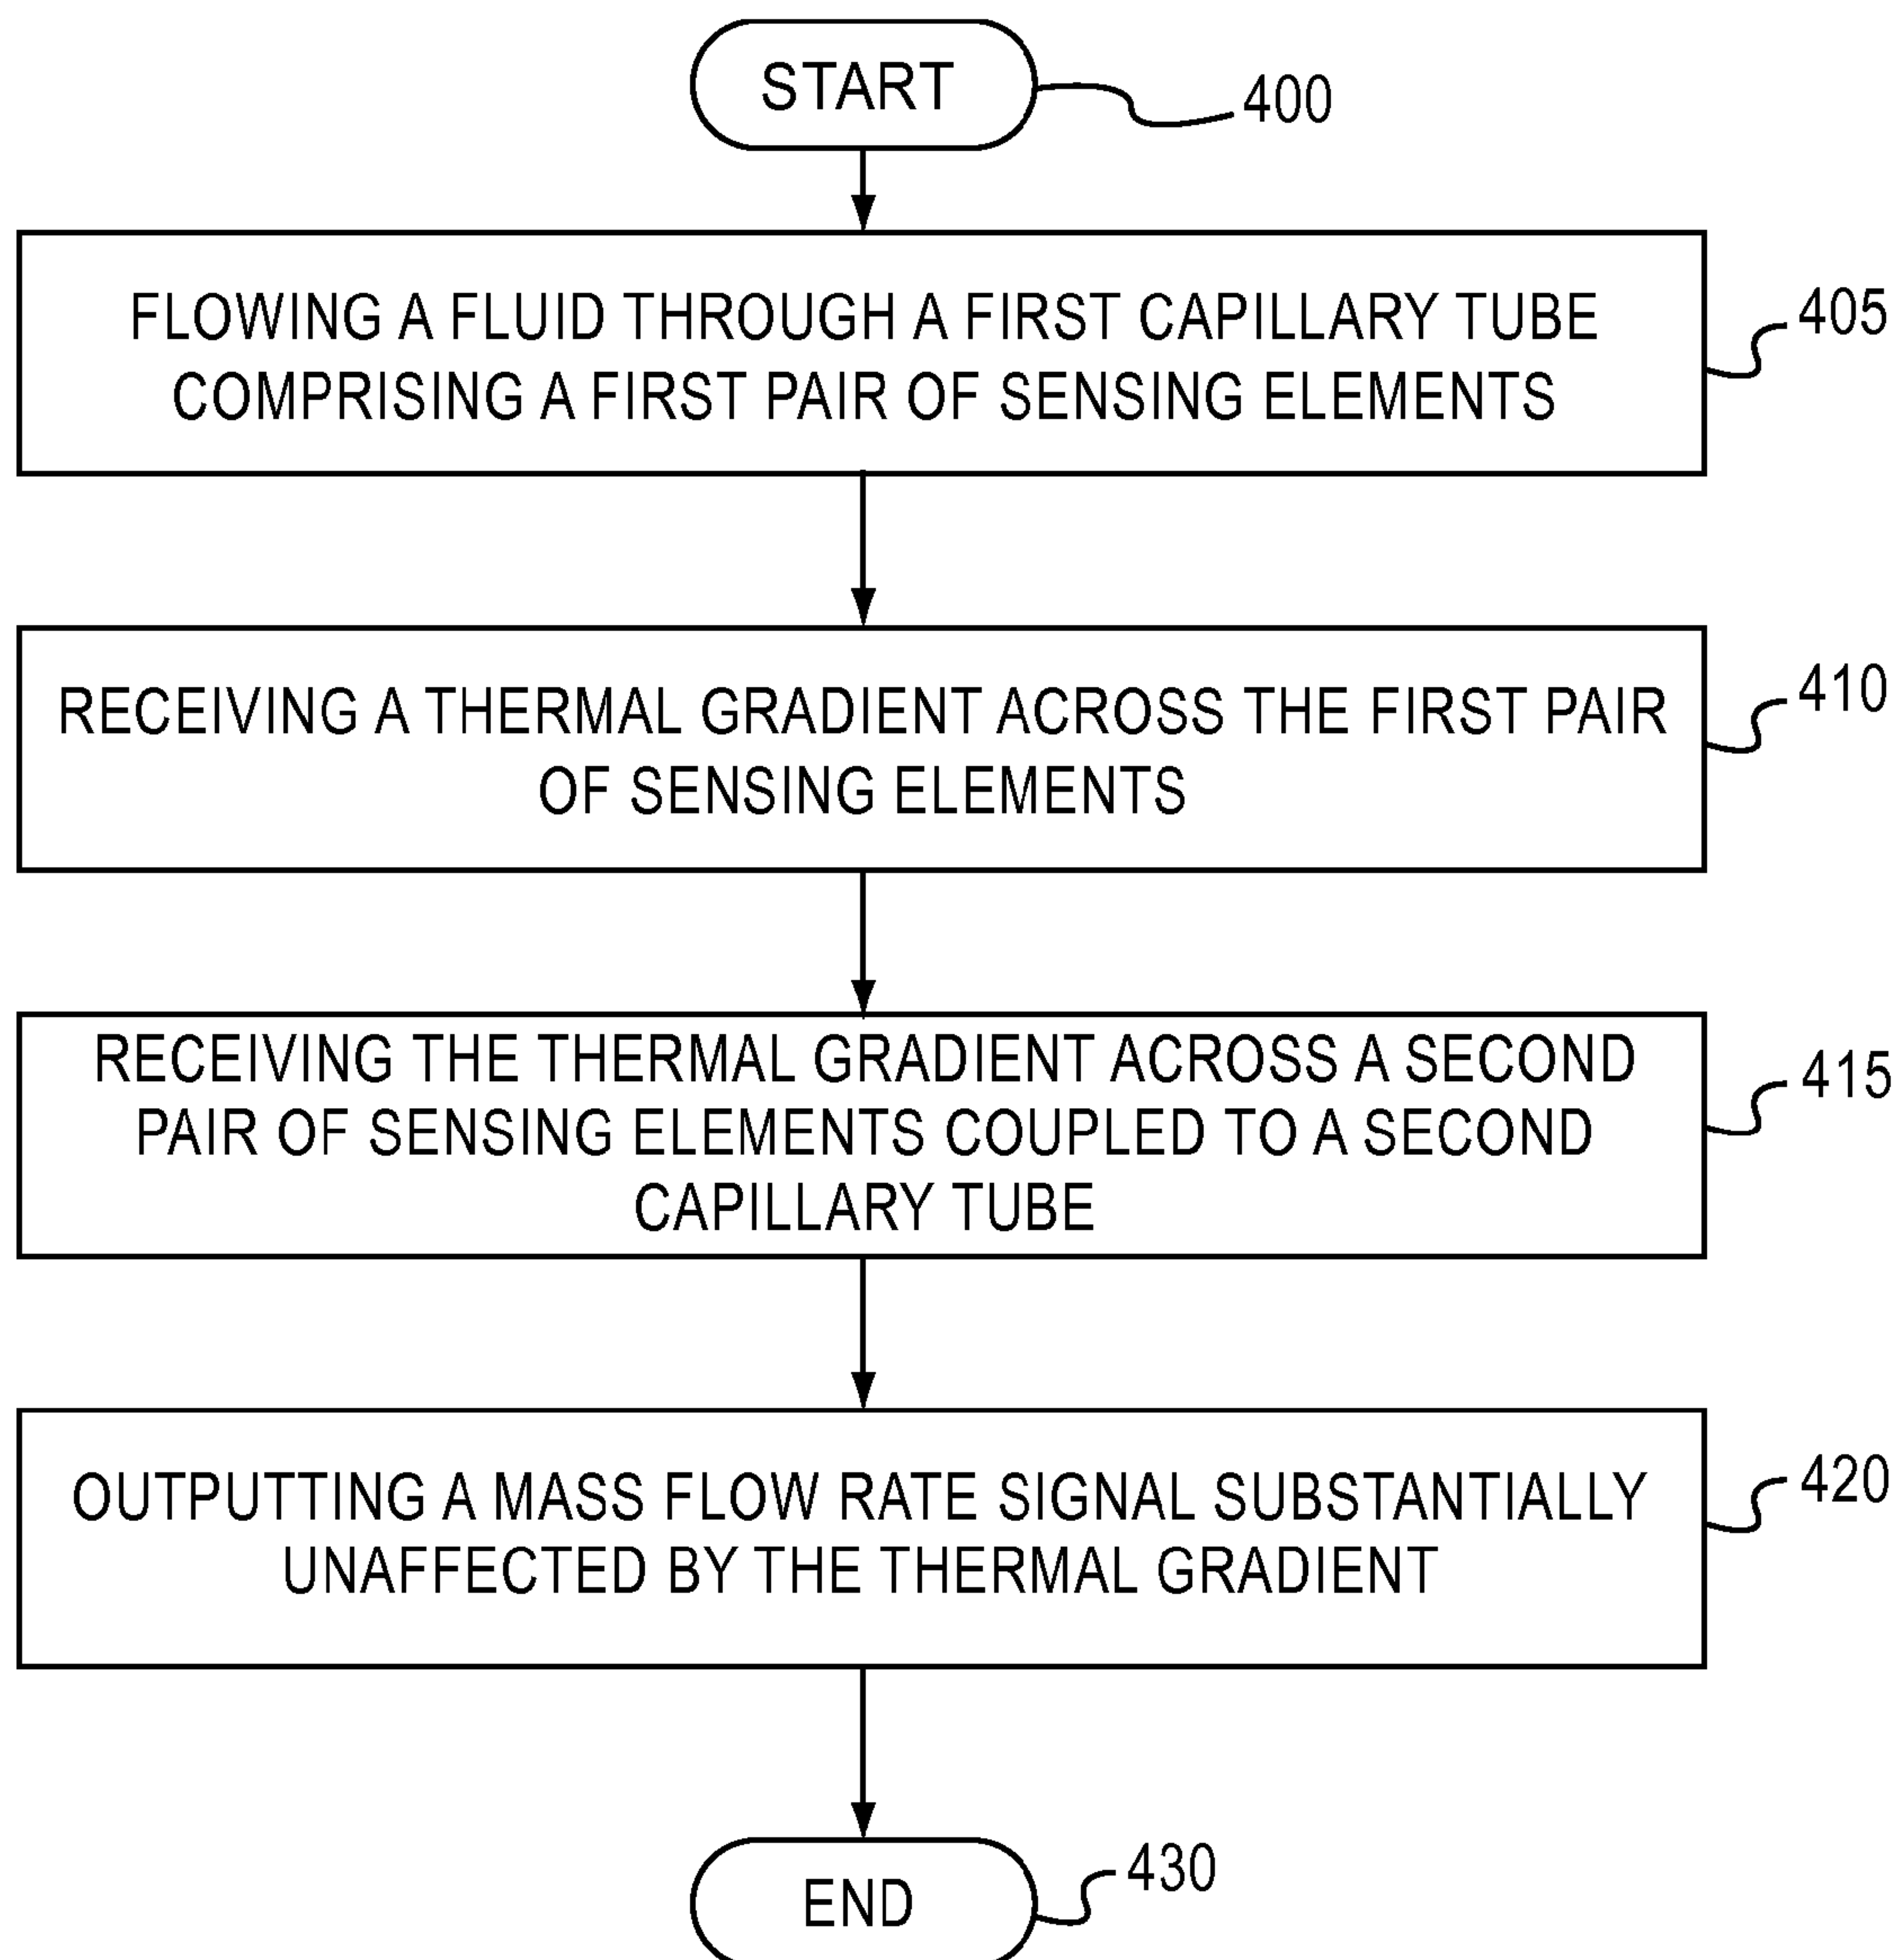 START
400
FLOWING A FLUID THROUGH A FIRST CAPILLARY TUBE
COMPRISING A FIRST PAIR OF SENSING ELEMENTS
405
RECEIVING A THERMAL GRADIENT ACROSS THE FIRST PAIR
OF SENSING ELEMENTS
410
RECEIVING THE THERMAL GRADIENT ACROSS A SECOND
PAIR OF SENSING ELEMENTS COUPLED TO A SECOND
CAPILLARY TUBE
415
OUTPUTTING A MASS FLOW RATE SIGNAL SUBSTANTIALLY
UNAFFECTED BY THE THERMAL GRADIENT
420
END
430